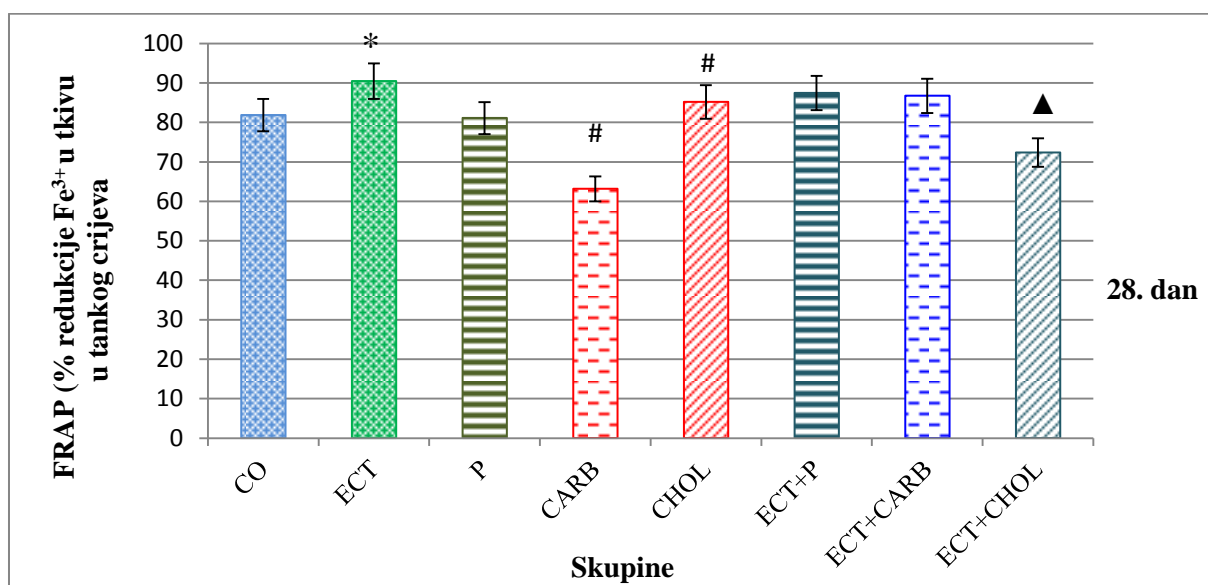 FRAP (% redukcije Fe³⁺ u tkivu
u tankog crijeva
100
90
80
70
60
50
40
30
20
10
0
*
#
#
▲
CO
ECT
P
CARB
CHOL
ECT+P
ECT+CARB
ECT+CHOL
Skupine
28. dan